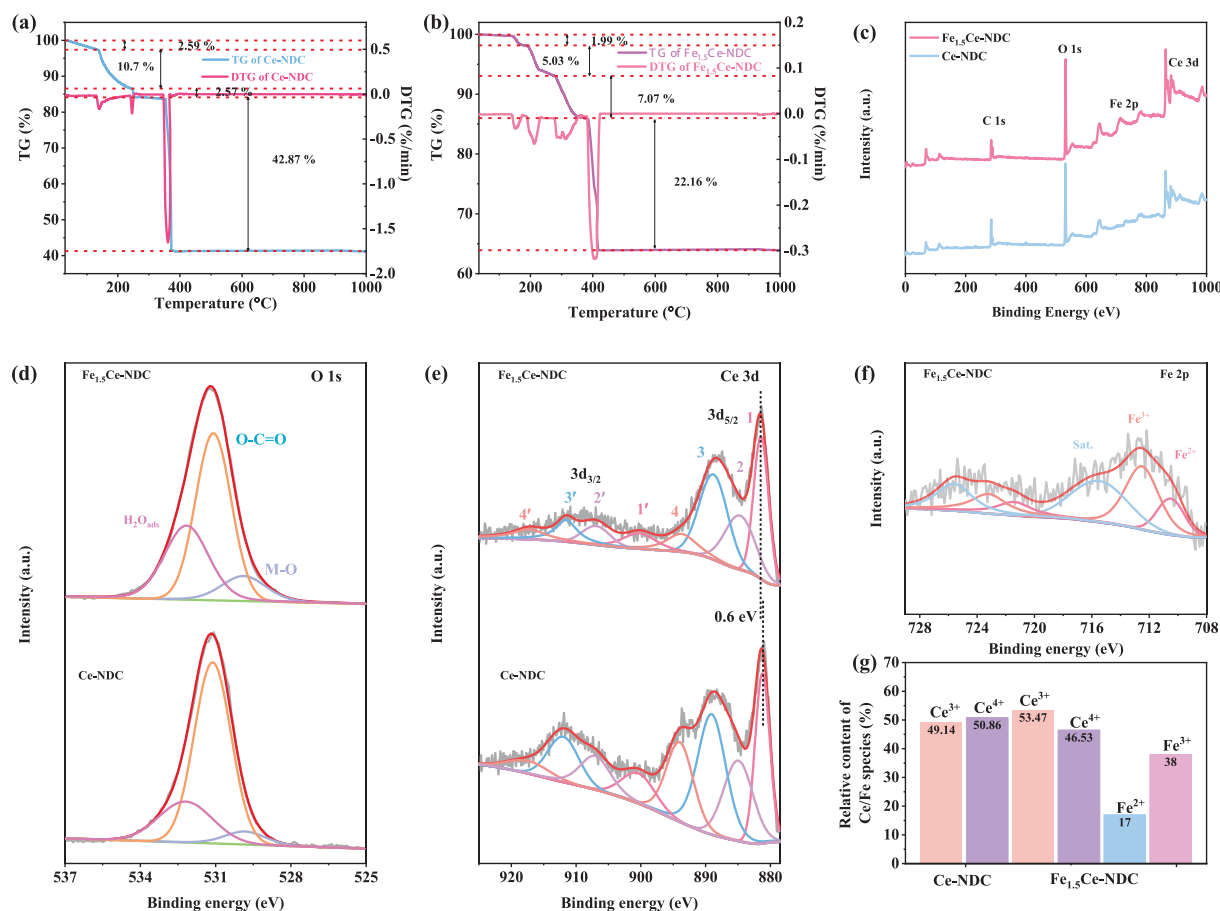 (a)
TG (%)
100
90
80
70
60
50
40
2.59 %
10.7 %
TG of Ce-NDC
DTG of Ce-NDC
2.57 %
42.87 %
0.5
0.0
-0.5
-1.0
-1.5
-2.0
DTG (%/min)
200 400 600 800 1000
Temperature (°C)
(b)
TG (%)
100
90
80
70
60
1.99 %
5.03 %
TG of Fe1.5Ce-NDC
DTG of Fe1.5Ce-NDC
7.07 %
22.16 %
0.2
0.1
0.0
-0.1
-0.2
-0.3
DTG (%/min)
200 400 600 800 1000
Temperature (°C)
(c)
Intensity (a.u.)
Fe1.5Ce-NDC
Ce-NDC
O 1s
Ce 3d
Fe 2p
C 1s
0 200 400 600 800 1000
Binding Energy (eV)
(d)
Intensity (a.u.)
Fe1.5Ce-NDC
O 1s
O-C=O
H2Oads
M-O
Ce-NDC
537 534 531 528 525
Binding energy (eV)
(e)
Intensity (a.u.)
Fe1.5Ce-NDC
Ce 3d
3d5/2
1
3
2
3d3/2
4′ 3′ 2′ 1′ 4
0.6 eV
Ce-NDC
920 910 900 890 880
Binding energy (eV)
(f)
Intensity (a.u.)
Fe1.5Ce-NDC
Fe 2p
Fe3+
Sat.
Fe2+
728 724 720 716 712 708
Binding energy (eV)
(g)
Relative content of
Ce/Fe species (%)
70
60
50
40
30
20
10
0
Ce3+
49.14
Ce4+
50.86
Ce3+
53.47
Ce4+
46.53
Fe2+
17
Fe3+
38
Ce-NDC
Fe1.5Ce-NDC